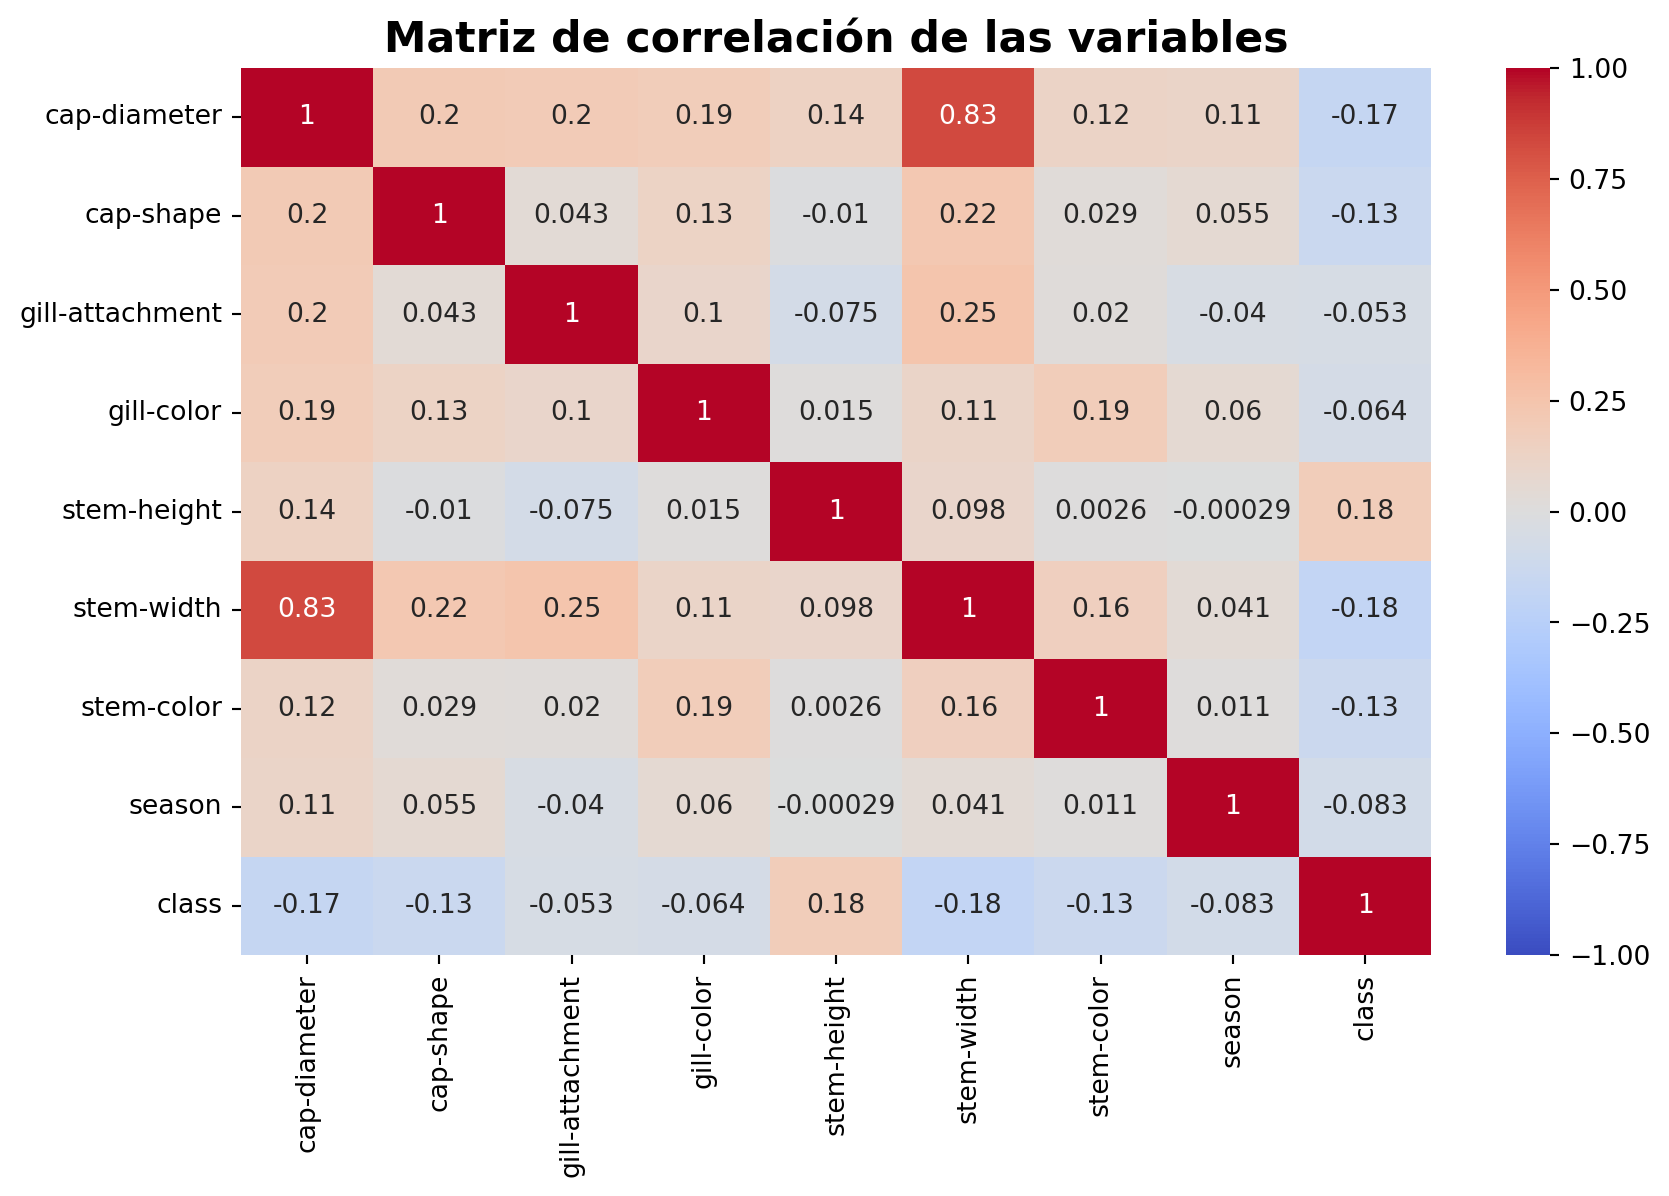 Matriz de correlación de las variables
cap-diameter 1 0.2 0.2 0.19 0.14 0.83 0.12 0.11 -0.17
cap-shape 0.2 1 0.043 0.13 -0.01 0.22 0.029 0.055 -0.13
gill-attachment 0.2 0.043 1 0.1 -0.075 0.25 0.02 -0.04 -0.053
gill-color 0.19 0.13 0.1 1 0.015 0.11 0.19 0.06 -0.064
stem-height 0.14 -0.01 -0.075 0.015 1 0.098 0.0026 -0.00029 0.18
stem-width 0.83 0.22 0.25 0.11 0.098 1 0.16 0.041 -0.18
stem-color 0.12 0.029 0.02 0.19 0.0026 0.16 1 0.011 -0.13
season 0.11 0.055 -0.04 0.06 -0.00029 0.041 0.011 1 -0.083
class -0.17 -0.13 -0.053 -0.064 0.18 -0.18 -0.13 -0.083 1
cap-diameter
cap-shape
gill-attachment
gill-color
stem-height
stem-width
stem-color
season
class
1.00
0.75
0.50
0.25
0.00
−0.25
−0.50
−0.75
−1.00